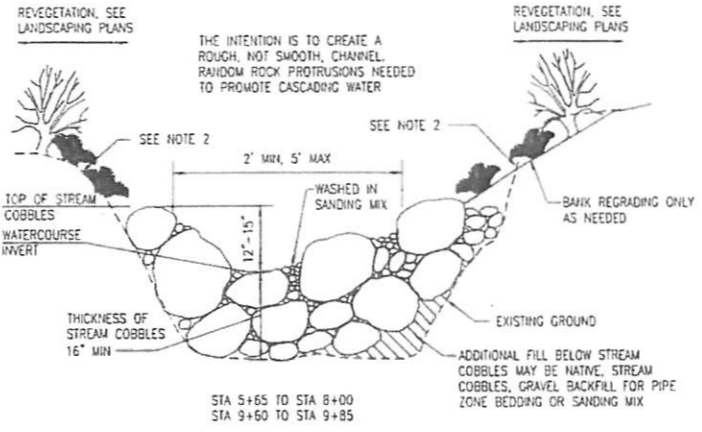 REVEGETATION, SEE
LANDSCAPING PLANS
REVEGETATION, SEE
LANDSCAPING PLANS
THE INTENTION IS TO CREATE A
ROUGH, NOT SMOOTH, CHANNEL.
RANDOM ROCK PROTRUSIONS NEEDED
TO PROMOTE CASCADING WATER
SEE NOTE 2
SEE NOTE 2
2' MIN, 5' MAX
WASHED IN
SANDING MIX
TOP OF STREAM
COBBLES
BANK REGRADING ONLY
AS NEEDED
WATERCOURSE
INVERT
12"-15"
THICKNESS OF
STREAM COBBLES
16" MIN
EXISTING GROUND
ADDITIONAL FILL BELOW STREAM
COBBLES MAY BE NATIVE, STREAM
COBBLES, GRAVEL BACKFILL FOR PIPE
ZONE BEDDING OR SANDING MIX
STA 5+65 TO STA 8+00
STA 9+60 TO STA 9+85